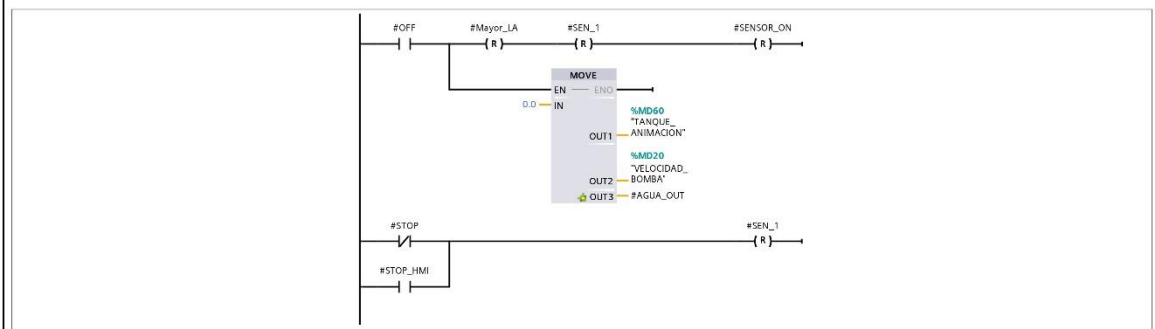 #OFF #Mayor_LA #SEN_1 #SENSOR_ON
( R ) ( R ) ( R )
MOVE
EN ENO
0.0 IN
%MD60
"TANQUE_
OUT1 ANIMACION"
%MD20
"VELOCIDAD_
OUT2 BOMBA"
OUT3 #AGUA_OUT
#STOP #SEN_1
( R )
#STOP_HMI